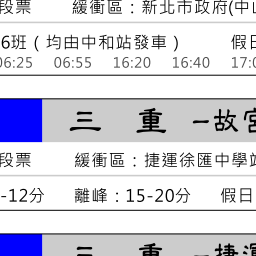 段票 緩衝區：新北市政府(中山
6班（均由中和站發車） 假日
06:25 06:55 16:20 16:40 17:0
三 重 –故宮
段票 緩衝區：捷運徐匯中學站
-12分 離峰：15-20分 假日
三 重 –捷運